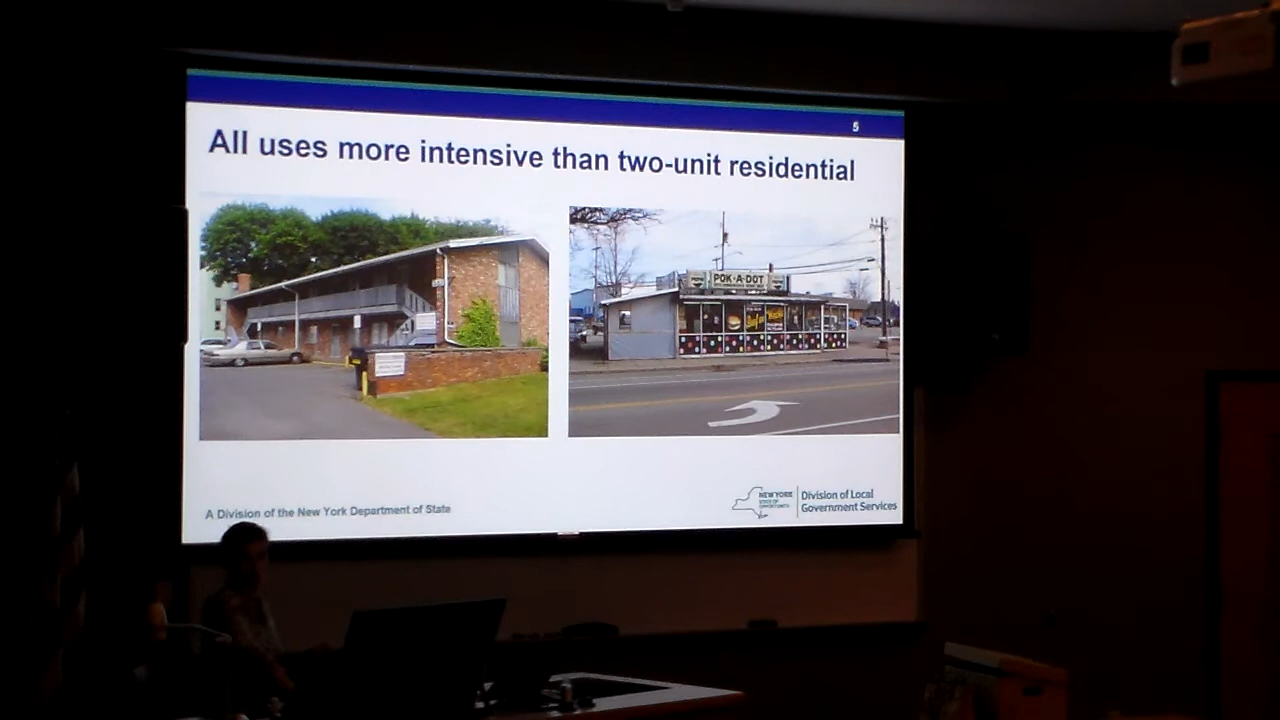 5
All uses more intensive than two-unit residential
POK-A-DOT
A Division of the New York Department of State
NEW YORK
STATE OF
OPPORTUNITY
Division of Local
Government Services